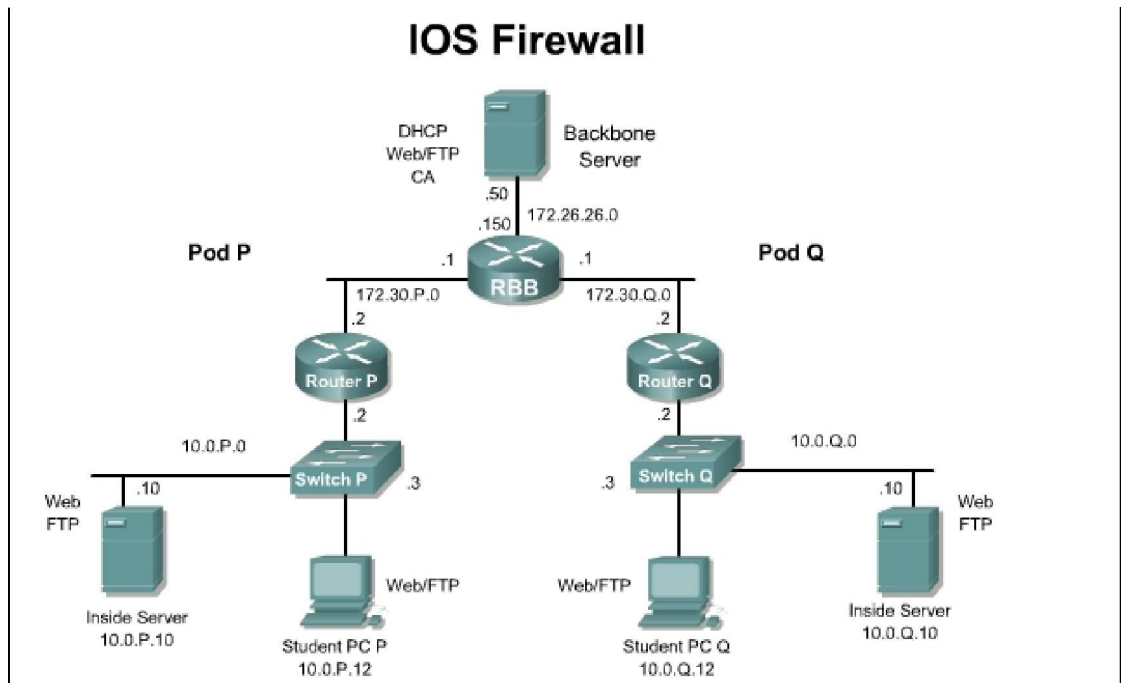 IOS Firewall
DHCP
Web/FTP
CA
Backbone
Server
.50
172.26.26.0
.150
Pod P
Pod Q
.1
.1
RBB
172.30.P.0
172.30.Q.0
.2
.2
Router P
Router Q
.2
.2
10.0.P.0
10.0.Q.0
Switch P
.3
.3
Switch Q
.10
.10
Web
FTP
Web
FTP
Web/FTP
Web/FTP
Inside Server
10.0.P.10
Student PC P
10.0.P.12
Student PC Q
10.0.Q.12
Inside Server
10.0.Q.10